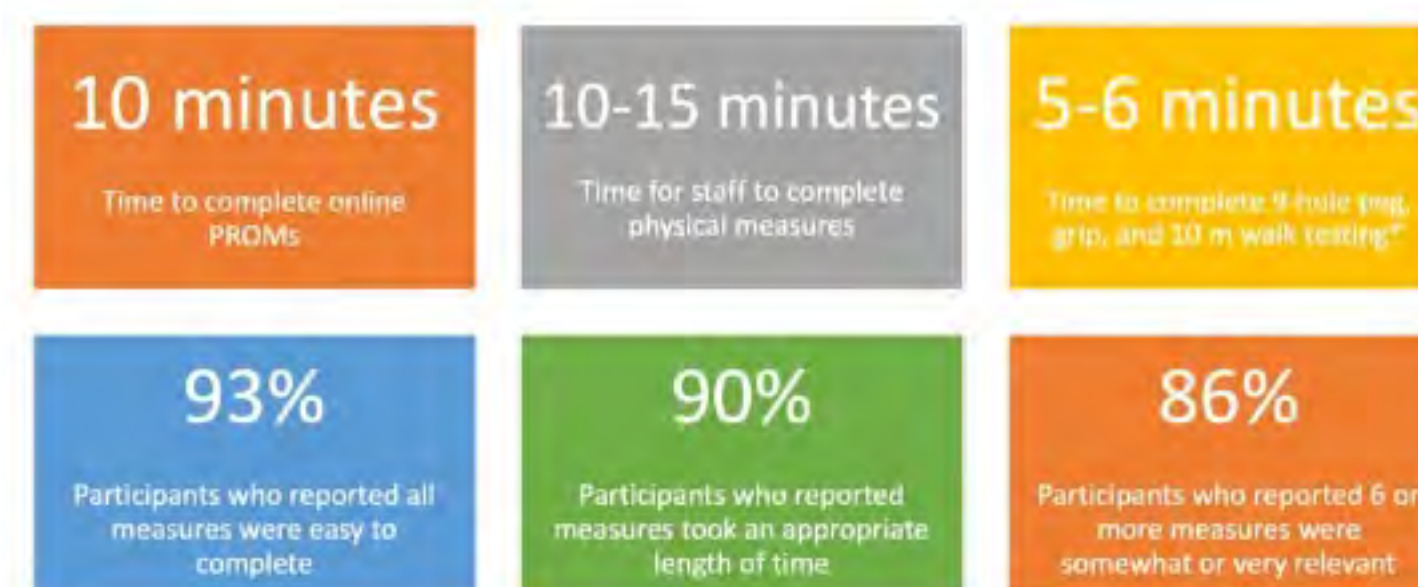 10 minutes
Time to complete online
PROMs
10-15 minutes
Time for staff to complete
physical measures
5-6 minutes
Time to complete 9-hole peg,
grip, and 10 m walk testing*
93%
Participants who reported all
measures were easy to
complete
90%
Participants who reported
measures took an appropriate
length of time
86%
Participants who reported 6 or
more measures were
somewhat or very relevant